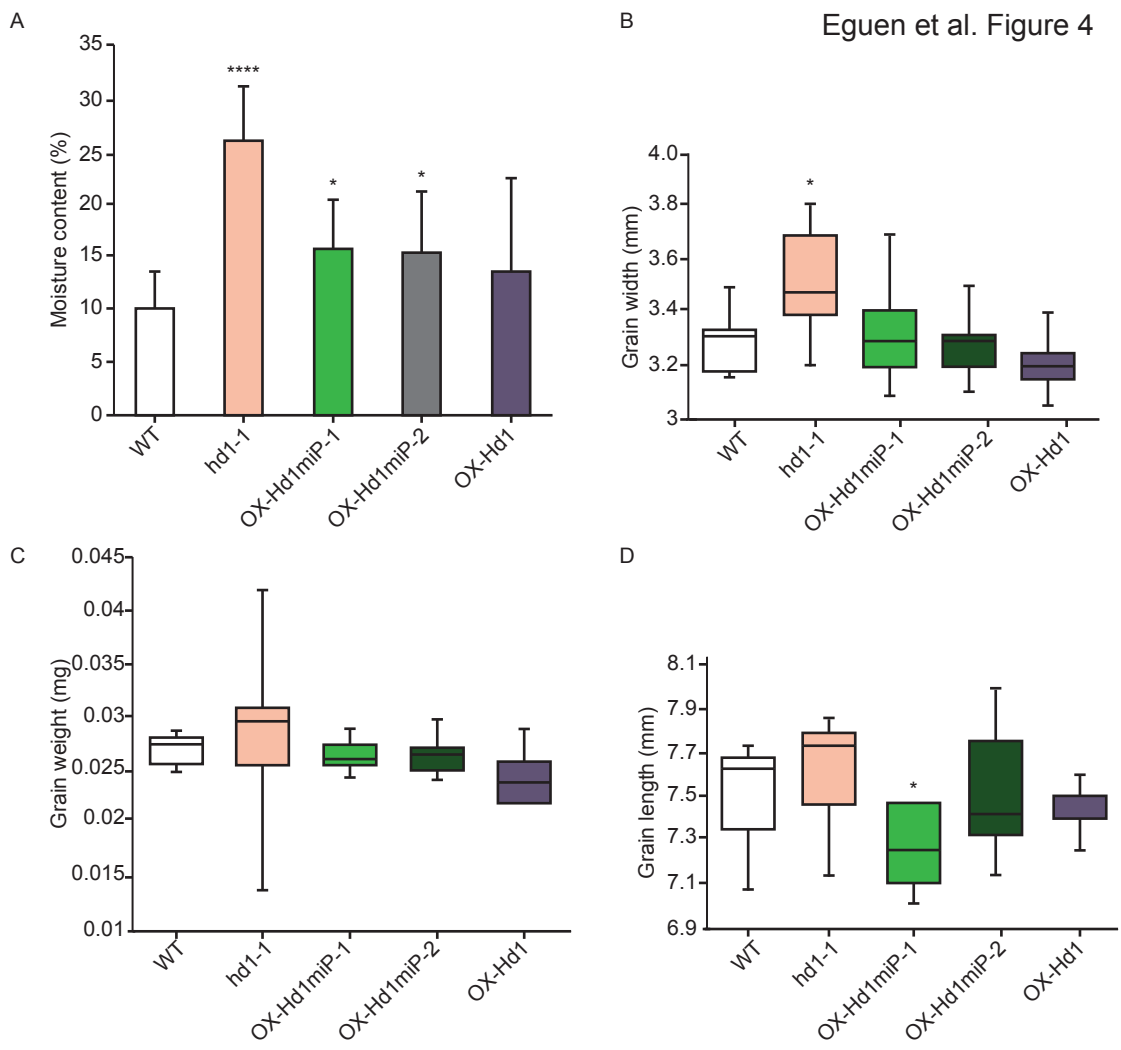 A
Eguen et al. Figure 4
Moisture content (%)
35
30
25
20
15
10
5
0
****
*
*
WT
hd1-1
OX-Hd1miP-1
OX-Hd1miP-2
OX-Hd1
B
Grain width (mm)
4.0
3.8
3.6
3.4
3.2
3
*
WT
hd1-1
OX-Hd1miP-1
OX-Hd1miP-2
OX-Hd1
C
Grain weight (mg)
0.045
0.04
0.035
0.03
0.025
0.02
0.015
0.01
WT
hd1-1
OX-Hd1miP-1
OX-Hd1miP-2
OX-Hd1
D
Grain length (mm)
8.1
7.9
7.7
7.5
7.3
7.1
6.9
*
WT
hd1-1
OX-Hd1miP-1
OX-Hd1miP-2
OX-Hd1